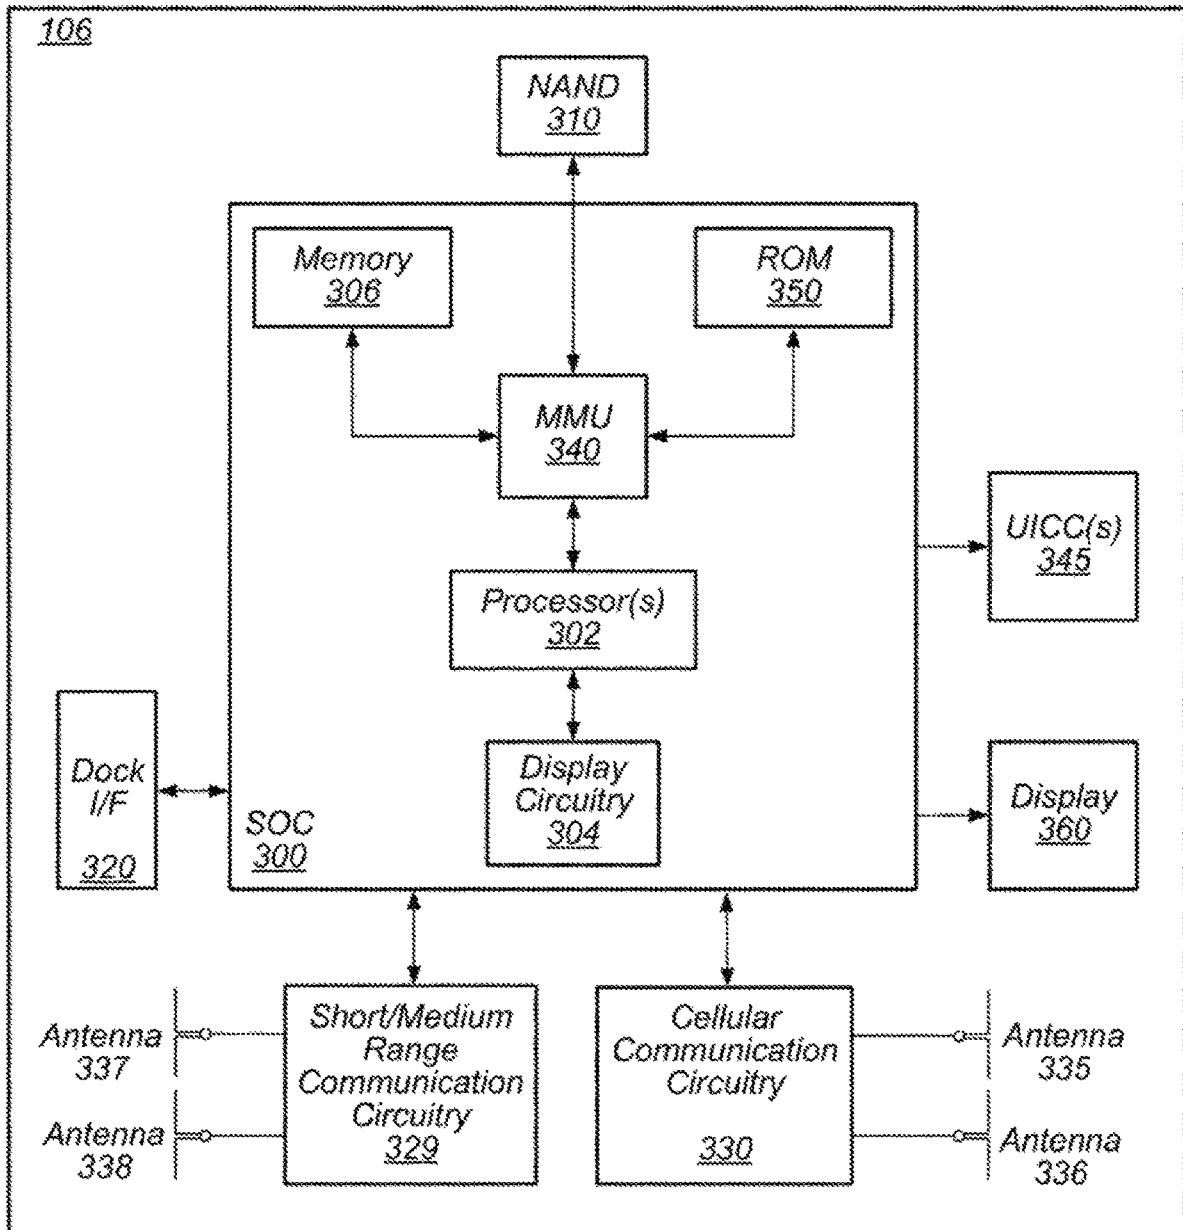 106
NAND
310
Memory
306
ROM
350
MMU
340
UICC(s)
345
Processor(s)
302
Dock
I/F
320
Display
Circuitry
304
SOC
300
Display
360
Short/Medium
Range
Communication
Circuitry
329
Cellular
Communication
Circuitry
330
Antenna
337
Antenna
338
Antenna
335
Antenna
336